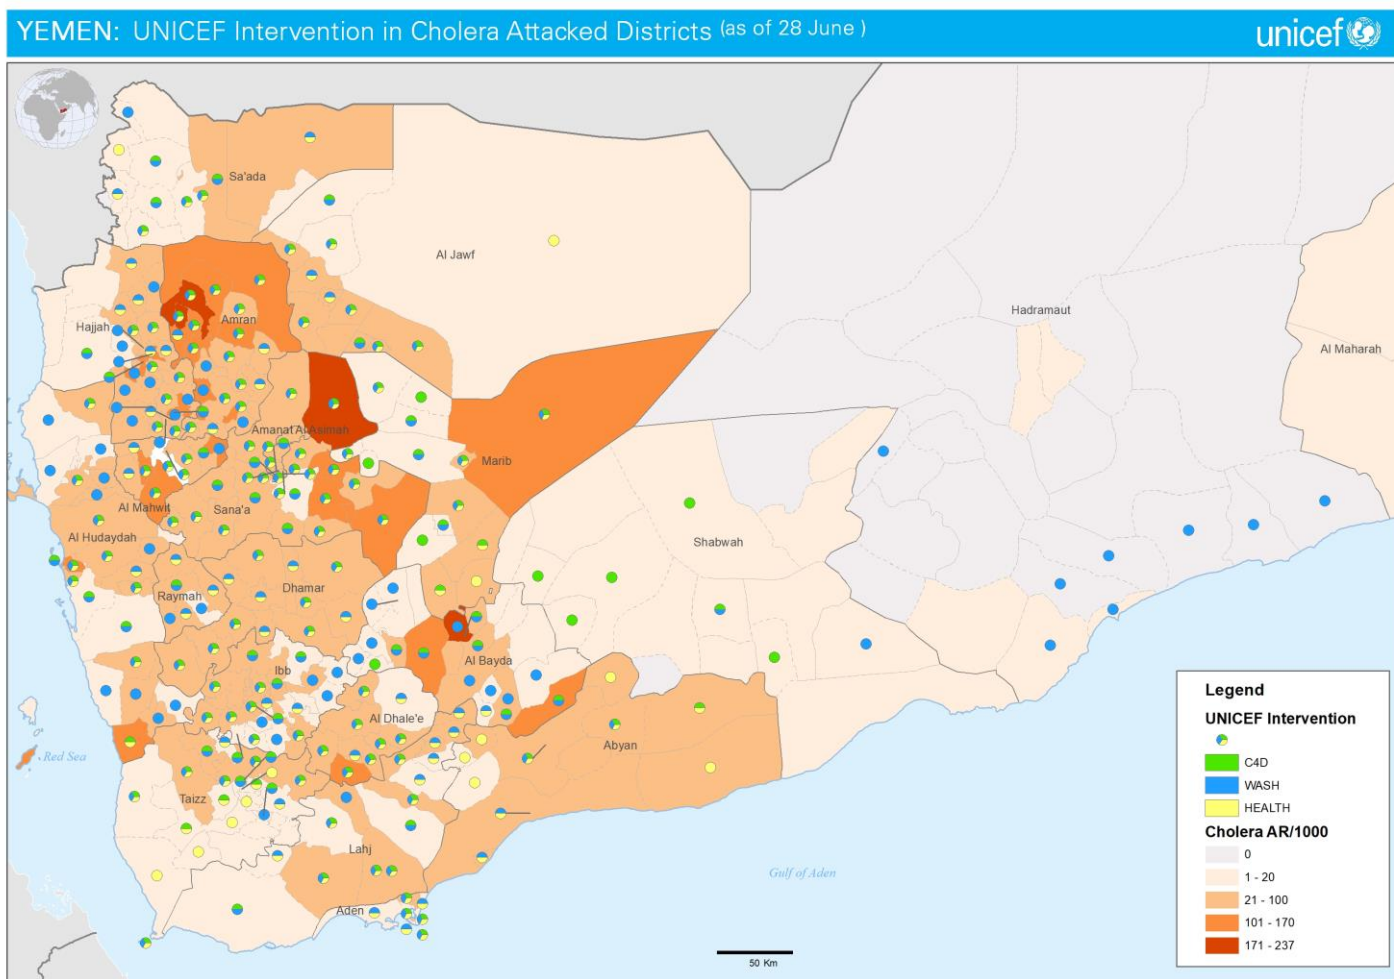 YEMEN: UNICEF Intervention in Cholera Attacked Districts (as of 28 June )
unicef
Sa'ada
Al Jawf
Hadramaut
Al Maharah
Hajjah
Amran
Amanat Al Asimah
Marib
Al Mahwit
Sana'a
Al Hudaydah
Shabwah
Raymah
Dhamar
Ibb
Al Bayda
Al Dhale'e
Abyan
Red Sea
Taizz
Lahj
Aden
Gulf of Aden
50 Km
Legend
UNICEF Intervention
C4D
WASH
HEALTH
Cholera AR/1000
0
1 - 20
21 - 100
101 - 170
171 - 237